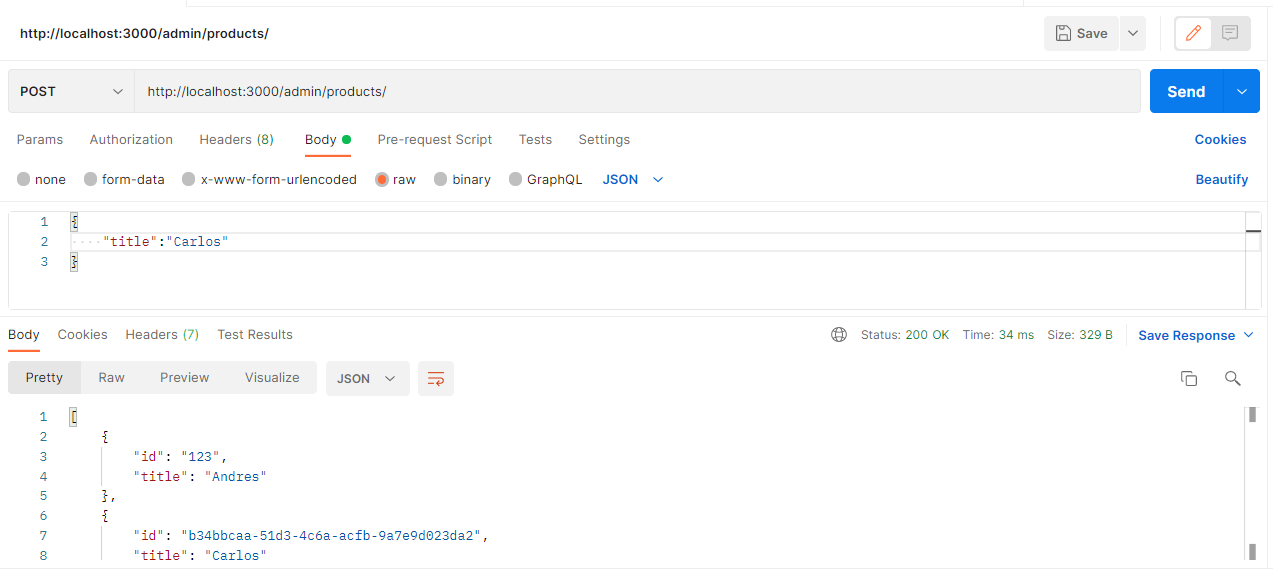 http://localhost:3000/admin/products/ Save
POST http://localhost:3000/admin/products/ Send
Params Authorization Headers (8) Body Pre-request Script Tests Settings Cookies
none form-data x-www-form-urlencoded raw binary GraphQL JSON Beautify
1 {
2 "title":"Carlos"
3 }
Body Cookies Headers (7) Test Results Status: 200 OK Time: 34 ms Size: 329 B Save Response
Pretty Raw Preview Visualize JSON
1 [
2 {
3 "id": "123",
4 "title": "Andres"
5 },
6 {
7 "id": "b34bbcaa-51d3-4c6a-acfb-9a7e9d023da2",
8 "title": "Carlos"